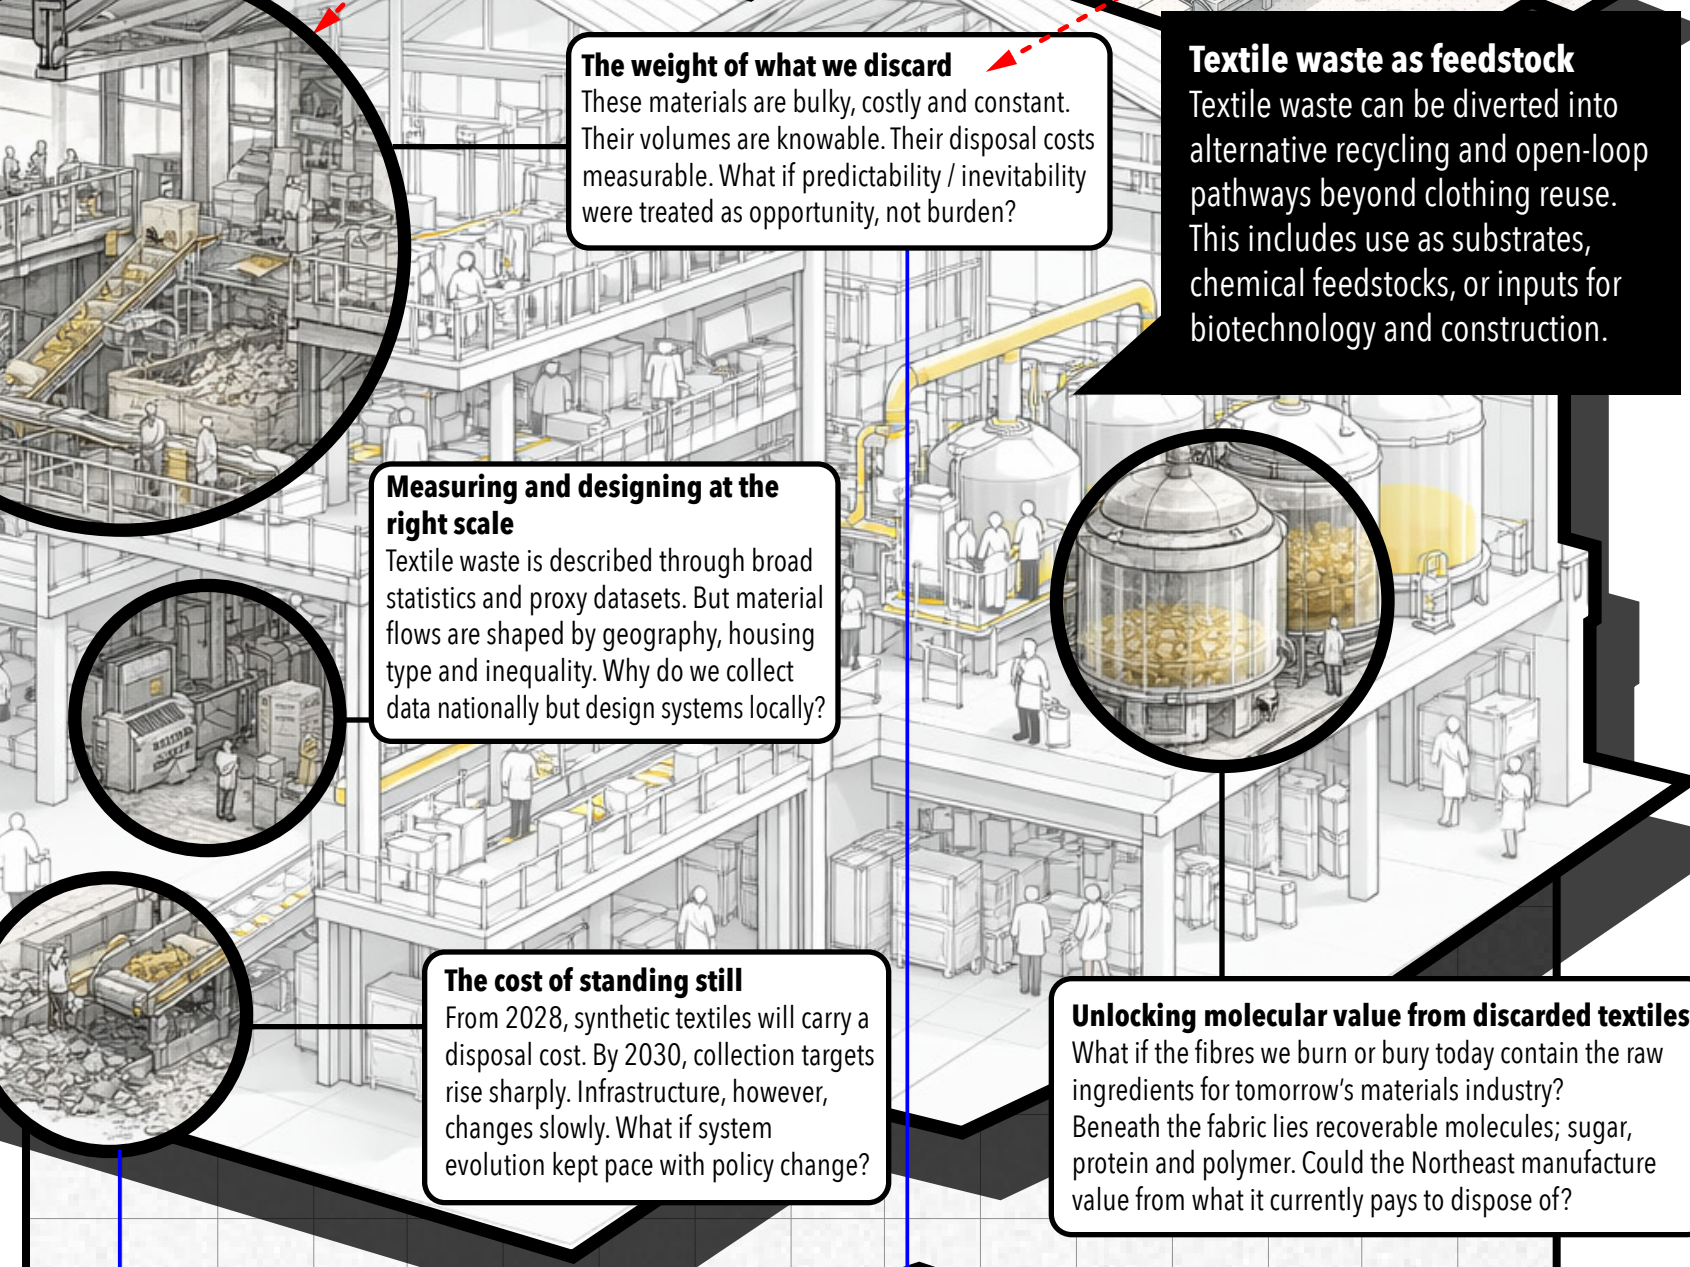 The weight of what we discard
These materials are bulky, costly and constant.
Their volumes are knowable. Their disposal costs
measurable. What if predictability / inevitability
were treated as opportunity, not burden?
Textile waste as feedstock
Textile waste can be diverted into
alternative recycling and open-loop
pathways beyond clothing reuse.
This includes use as substrates,
chemical feedstocks, or inputs for
biotechnology and construction.
Measuring and designing at the
right scale
Textile waste is described through broad
statistics and proxy datasets. But material
flows are shaped by geography, housing
type and inequality. Why do we collect
data nationally but design systems locally?
The cost of standing still
From 2028, synthetic textiles will carry a
disposal cost. By 2030, collection targets
rise sharply. Infrastructure, however,
changes slowly. What if system
evolution kept pace with policy change?
Unlocking molecular value from discarded textiles
What if the fibres we burn or bury today contain the raw
ingredients for tomorrow's materials industry?
Beneath the fabric lies recoverable molecules; sugar,
protein and polymer. Could the Northeast manufacture
value from what it currently pays to dispose of?